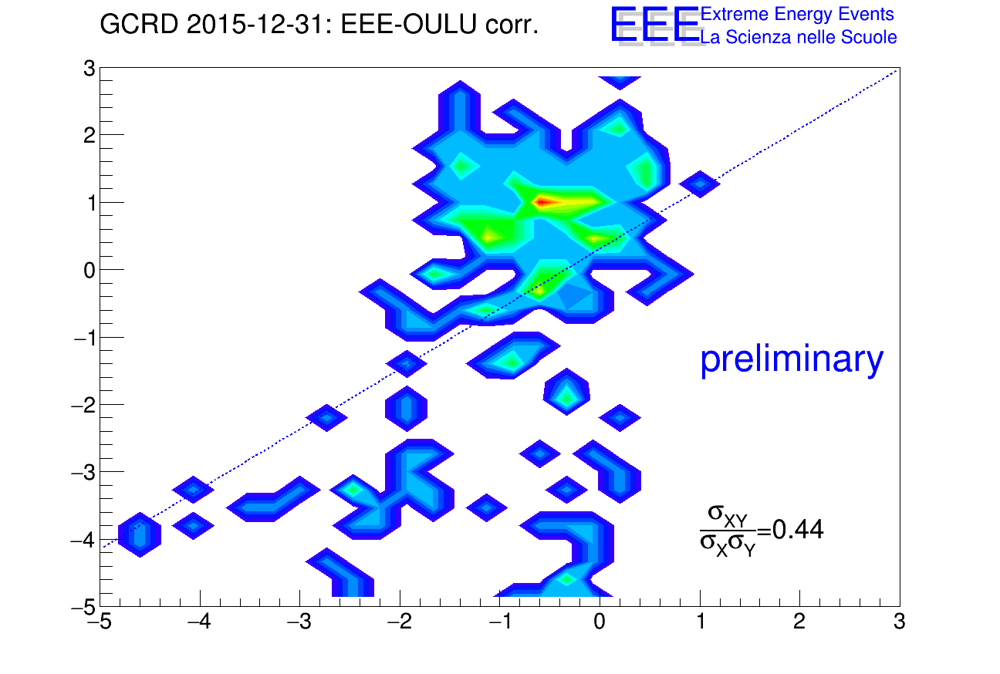 GCRD 2015-12-31: EEE-OULU corr.
EEE
Extreme Energy Events
La Scienza nelle Scuole
3
2
1
0
−1
−2
−3
−4
−5
preliminary
σXY
σXσY
=0.44
−5 −4 −3 −2 −1 0 1 2 3